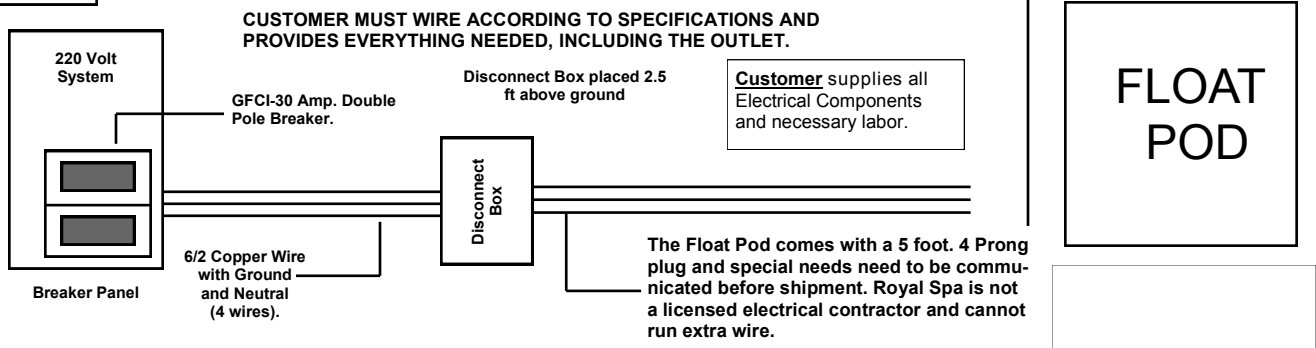 CUSTOMER MUST WIRE ACCORDING TO SPECIFICATIONS AND
PROVIDES EVERYTHING NEEDED, INCLUDING THE OUTLET.
220 Volt
System
GFCI-30 Amp. Double
Pole Breaker.
Disconnect Box placed 2.5
ft above ground
Customer supplies all
Electrical Components
and necessary labor.
FLOAT
POD
Disconnect
Box
6/2 Copper Wire
with Ground
and Neutral
(4 wires).
Breaker Panel
The Float Pod comes with a 5 foot. 4 Prong
plug and special needs need to be commu-
nicated before shipment. Royal Spa is not
a licensed electrical contractor and cannot
run extra wire.